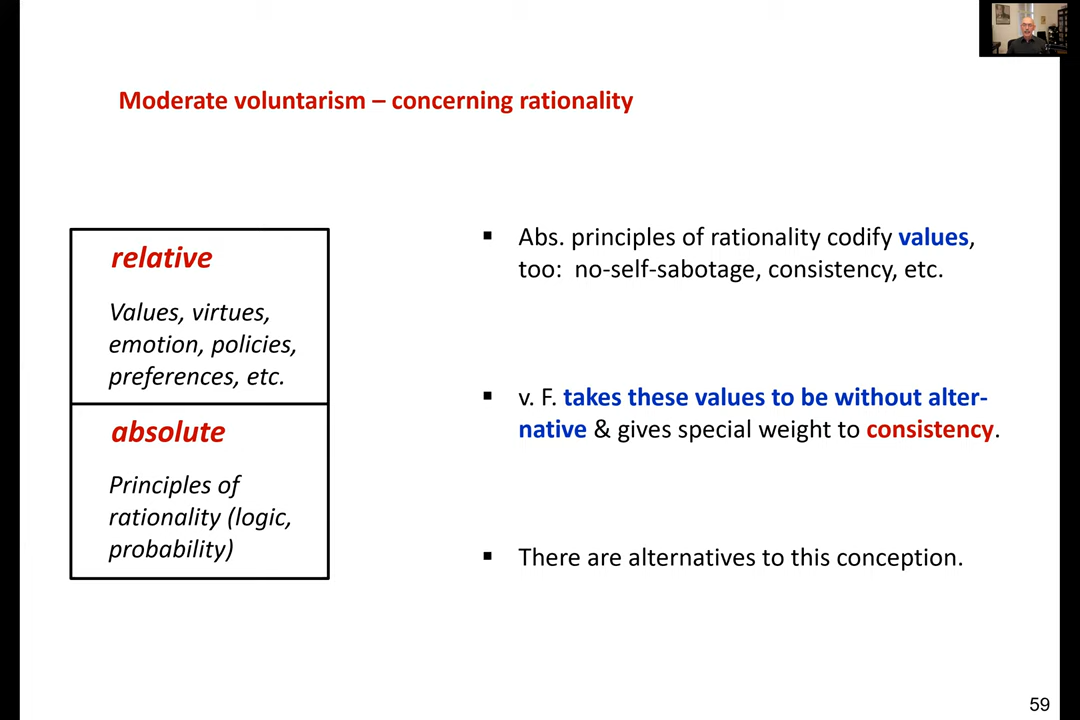 Moderate voluntarism – concerning rationality
relative
Values, virtues,
emotion, policies,
preferences, etc.
absolute
Principles of
rationality (logic,
probability)
▪ Abs. principles of rationality codify values,
too: no-self-sabotage, consistency, etc.
▪ v. F. takes these values to be without alter-
native & gives special weight to consistency.
▪ There are alternatives to this conception.
59